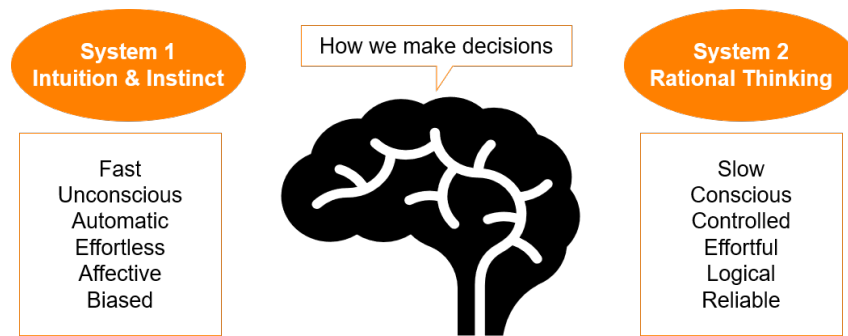 System 1
Intuition & Instinct
How we make decisions
System 2
Rational Thinking
Fast
Unconscious
Automatic
Effortless
Affective
Biased
Slow
Conscious
Controlled
Effortful
Logical
Reliable